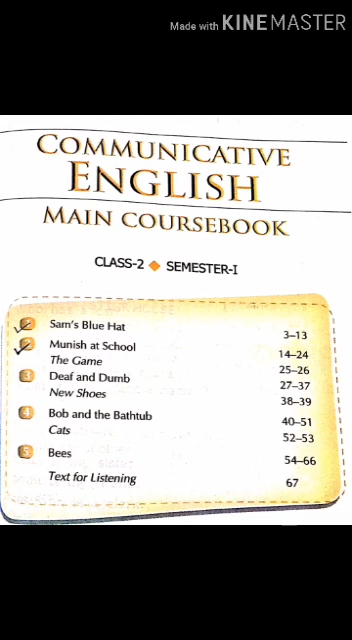 Made with KINEMASTER
COMMUNICATIVE
ENGLISH
MAIN COURSEBOOK
CLASS-2 ◆ SEMESTER-I
Sam's Blue Hat 3–13
Munish at School 14–24
The Game 25–26
3 Deaf and Dumb 27–37
New Shoes 38–39
4 Bob and the Bathtub 40–51
Cats 52–53
5 Bees 54–66
Text for Listening 67